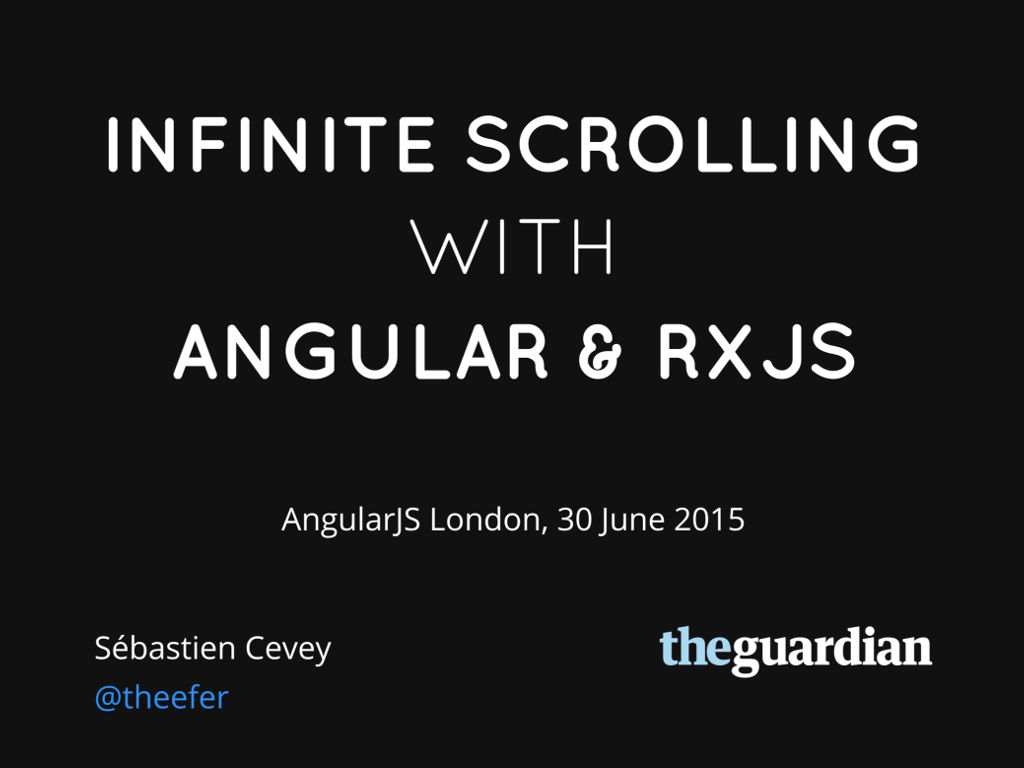 INFINITE SCROLLING
WITH
ANGULAR & RXJS
AngularJS London, 30 June 2015
Sébastien Cevey
theguardian
@theefer